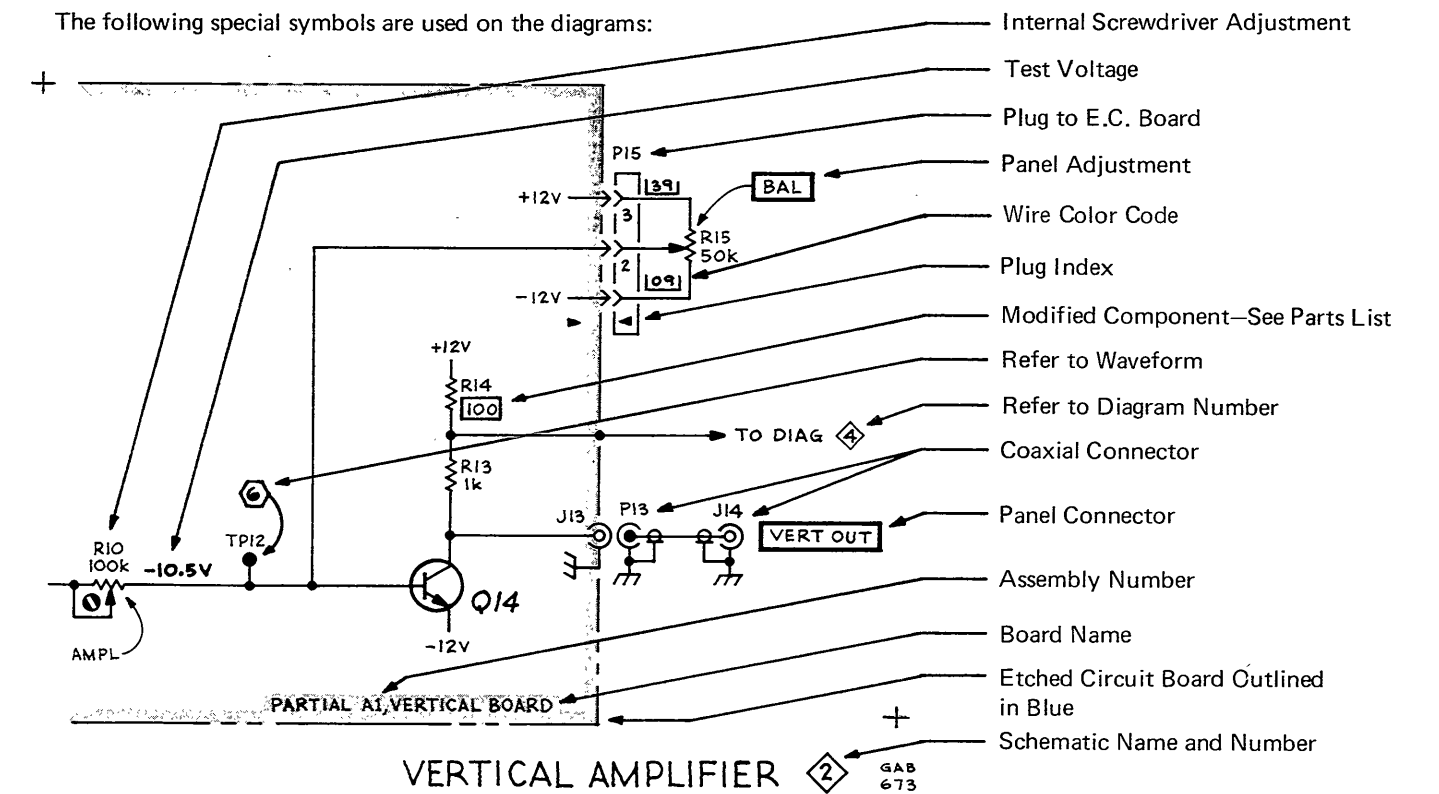 The following special symbols are used on the diagrams:
Internal Screwdriver Adjustment
Test Voltage
Plug to E.C. Board
Panel Adjustment
Wire Color Code
Plug Index
Modified Component—See Parts List
Refer to Waveform
Refer to Diagram Number
Coaxial Connector
Panel Connector
Assembly Number
Board Name
Etched Circuit Board Outlined
in Blue
Schematic Name and Number
P15
39
BAL
+12V
3
R15
50k
2
09
-12V
+12V
R14
100
TO DIAG 4
R13
1k
6
J13
P13
J14
VERT OUT
TP12
R10
100k
-10.5V
Q14
-12V
AMPL
PARTIAL A1, VERTICAL BOARD
VERTICAL AMPLIFIER 2
GAB
673